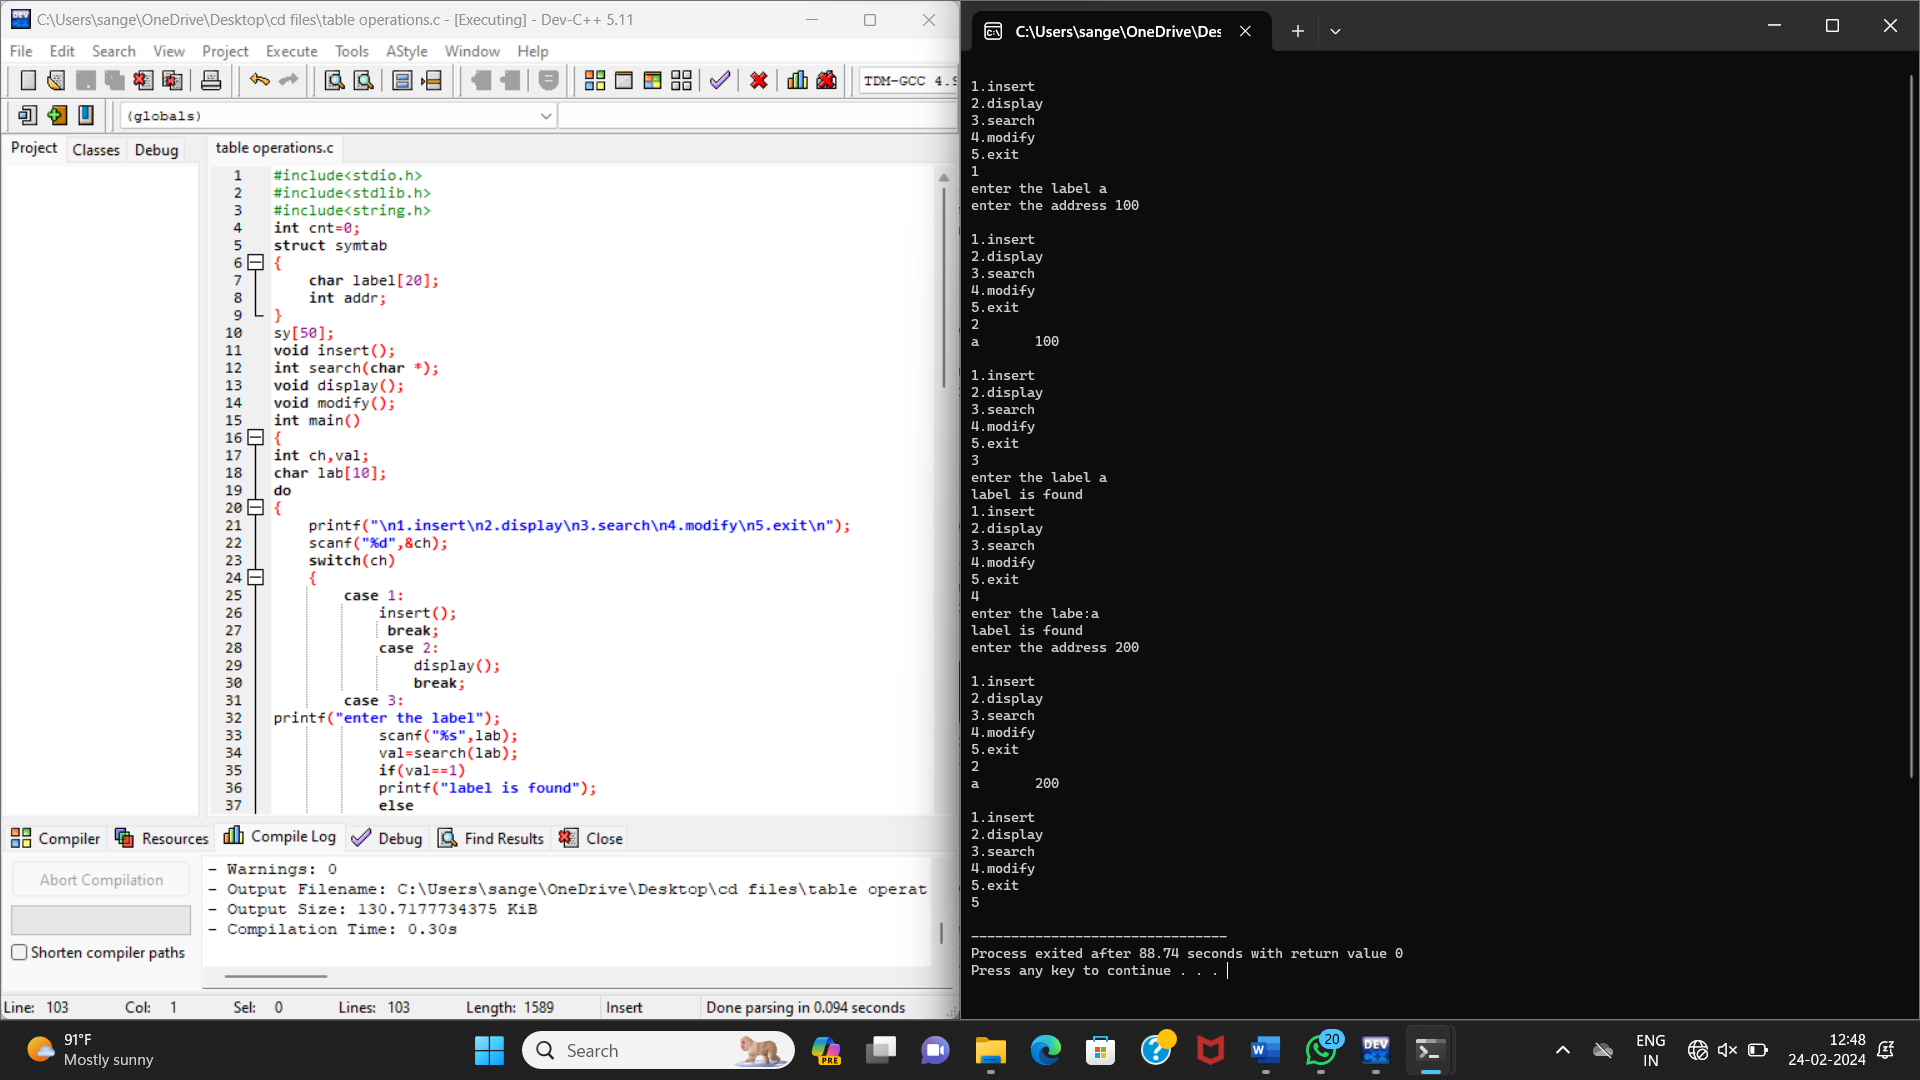 C:\Users\sange\OneDrive\Desktop\cd files\table operations.c - [Executing] - Dev-C++ 5.11
File Edit Search View Project Execute Tools AStyle Window Help
(globals)
Project Classes Debug
table operations.c
1 #include<stdio.h>
2 #include<stdlib.h>
3 #include<string.h>
4 int cnt=0;
5 struct symtab
6 {
7 char label[20];
8 int addr;
9 }
10 sy[50];
11 void insert();
12 int search(char *);
13 void display();
14 void modify();
15 int main()
16 {
17 int ch,val;
18 char lab[10];
19 do
20 {
21 printf("\n1.insert\n2.display\n3.search\n4.modify\n5.exit\n");
22 scanf("%d",&ch);
23 switch(ch)
24 {
25 case 1:
26 insert();
27 break;
28 case 2:
29 display();
30 break;
31 case 3:
32 printf("enter the label");
33 scanf("%s",lab);
34 val=search(lab);
35 if(val==1)
36 printf("label is found");
37 else
Compiler Resources Compile Log Debug Find Results Close
Abort Compilation
Shorten compiler paths
- Warnings: 0
- Output Filename: C:\Users\sange\OneDrive\Desktop\cd files\table operat
- Output Size: 130.7177734375 KiB
- Compilation Time: 0.30s
Line: 103 Col: 1 Sel: 0 Lines: 103 Length: 1589 Insert Done parsing in 0.094 seconds
C:\Users\sange\OneDrive\Des
1.insert
2.display
3.search
4.modify
5.exit
1
enter the label a
enter the address 100
1.insert
2.display
3.search
4.modify
5.exit
2
a 100
1.insert
2.display
3.search
4.modify
5.exit
3
enter the label a
label is found
1.insert
2.display
3.search
4.modify
5.exit
4
enter the labe:a
label is found
enter the address 200
1.insert
2.display
3.search
4.modify
5.exit
2
a 200
1.insert
2.display
3.search
4.modify
5.exit
5
--------------------------------
Process exited after 88.74 seconds with return value 0
Press any key to continue . . .
91°F
Mostly sunny
Search
PRE
20
DEV
C++
ENG
IN
12:48
24-02-2024